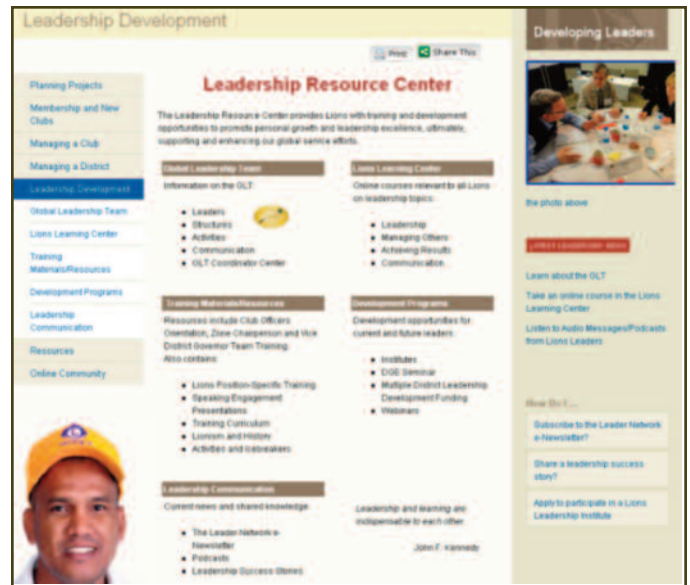 Leadership Development
Print
Share This
Planning Projects
Membership and New
Clubs
Managing a Club
Managing a District
Leadership Development
Global Leadership Team
Lions Learning Center
Training
Materials/Resources
Development Programs
Leadership
Communication
Resources
Online Community
Leadership Resource Center
The Leadership Resource Center provides Lions with training and development
opportunities to promote personal growth and leadership excellence, ultimately,
supporting and enhancing our global service efforts.
Global Leadership Team
Information on the GLT:
Leaders
Structures
Activities
Communication
GLT Coordinator Center
Lions Learning Center
Online courses relevant to all Lions
on leadership topics:
Leadership
Managing Others
Achieving Results
Communication
Training Materials/Resources
Resources include Club Officers
Orientation, Zone Chairperson and Vice
District Governor Team Training.
Also contains:
Lions Position-Specific Training
Speaking Engagement
Presentations
Training Curriculum
Lionism and History
Activities and Icebreakers
Development Programs
Development opportunities for
current and future leaders.
Institutes
DGE Seminar
Multiple District Leadership
Development Funding
Webinars
Leadership Communication
Current news and shared knowledge:
The Leader Network e-
Newsletter
Podcasts
Leadership Success Stories
Leadership and learning are
indispensable to each other.
John F. Kennedy
Developing Leaders
the photo above
LATEST LEADERSHIP NEWS
Learn about the GLT
Take an online course in the Lions
Learning Center
Listen to Audio Messages/Podcasts
from Lions Leaders
How Do I...
Subscribe to the Leader Network
e-Newsletter?
Share a leadership success
story?
Apply to participate in a Lions
Leadership Institute